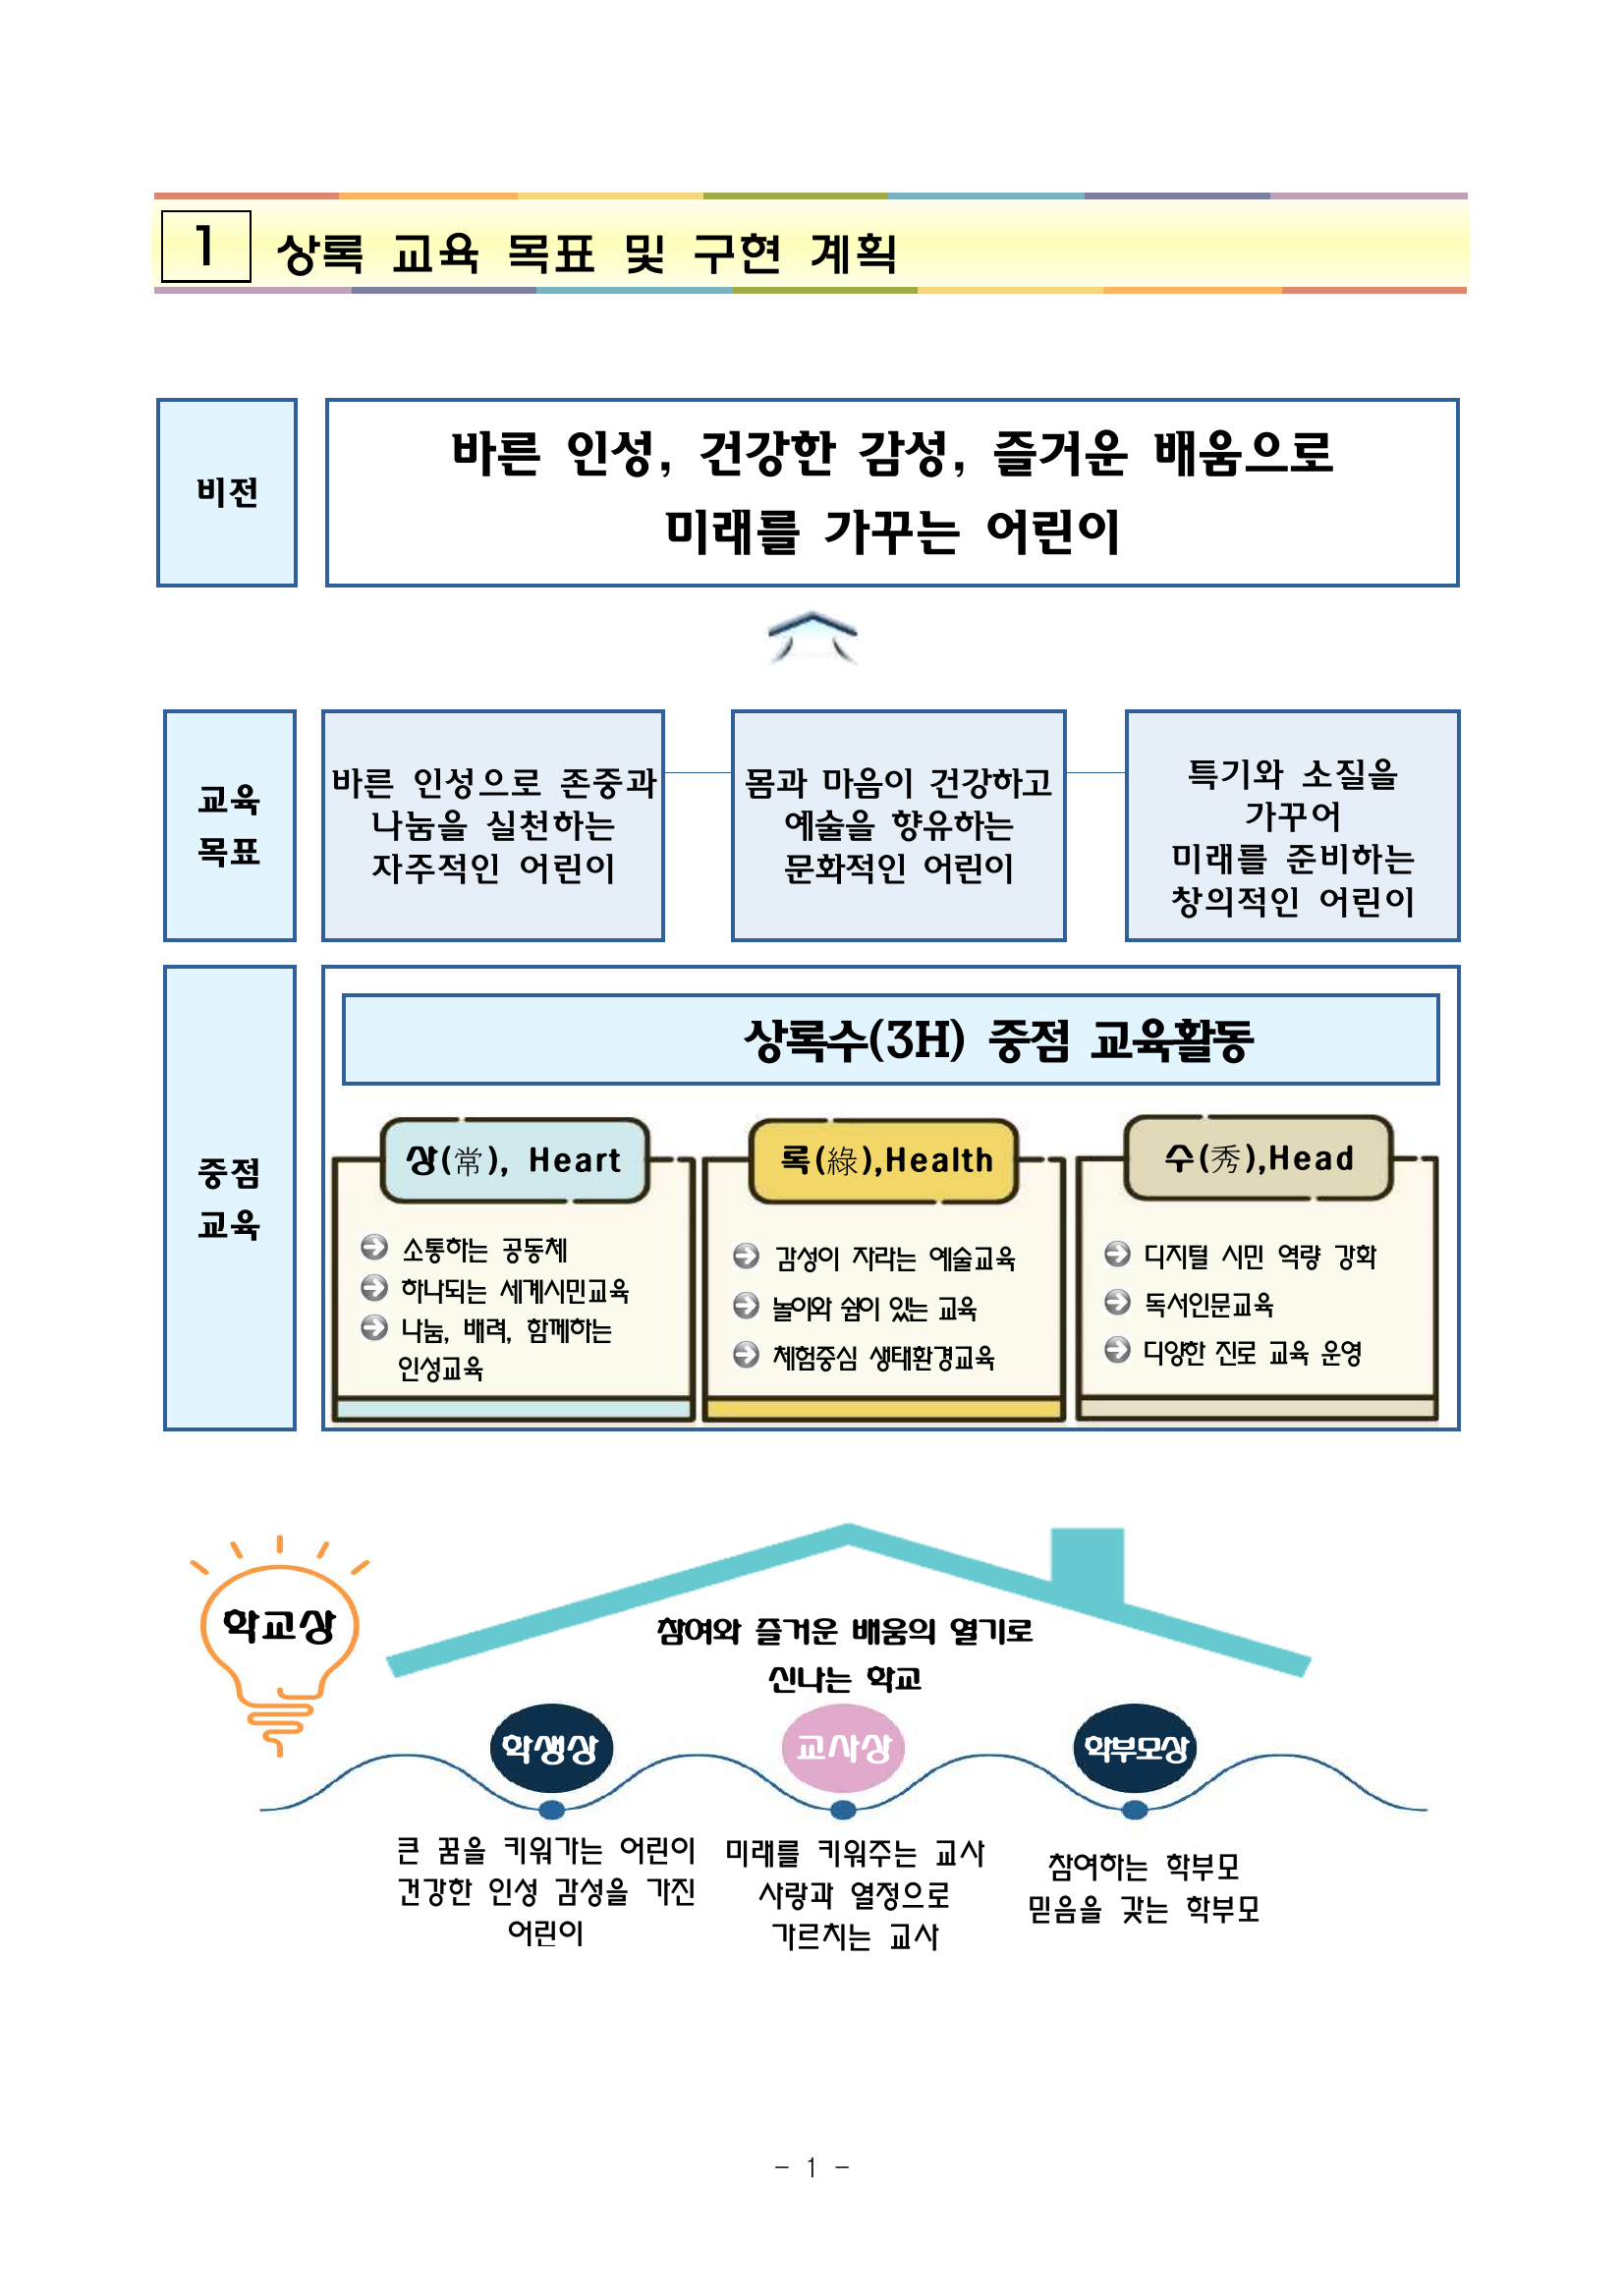 1 상록 교육 목표 및 구현 계획
비전
바른 인성, 건강한 감성, 즐거운 배움으로
미래를 가꾸는 어린이
교육
목표
바른 인성으로 존중과
나눔을 실천하는
자주적인 어린이
몸과 마음이 건강하고
예술을 향유하는
문화적인 어린이
특기와 소질을
가꾸어
미래를 준비하는
창의적인 어린이
중점
교육
상록수(3H) 중점 교육활동
상(常), Heart
소통하는 공동체
하나되는 세계시민교육
나눔, 배려, 함께하는
인성교육
록(綠),Health
감성이 자라는 예술교육
놀이와 쉼이 있는 교육
체험중심 생태환경교육
수(秀),Head
디지털 시민 역량 강화
독서인문교육
다양한 진로 교육 운영
학교상
참여와 즐거운 배움의 열기로
신나는 학교
학생상
큰 꿈을 키워가는 어린이
건강한 인성 감성을 가진
어린이
교사상
미래를 키워주는 교사
사랑과 열정으로
가르치는 교사
학부모상
참여하는 학부모
믿음을 갖는 학부모
- 1 -